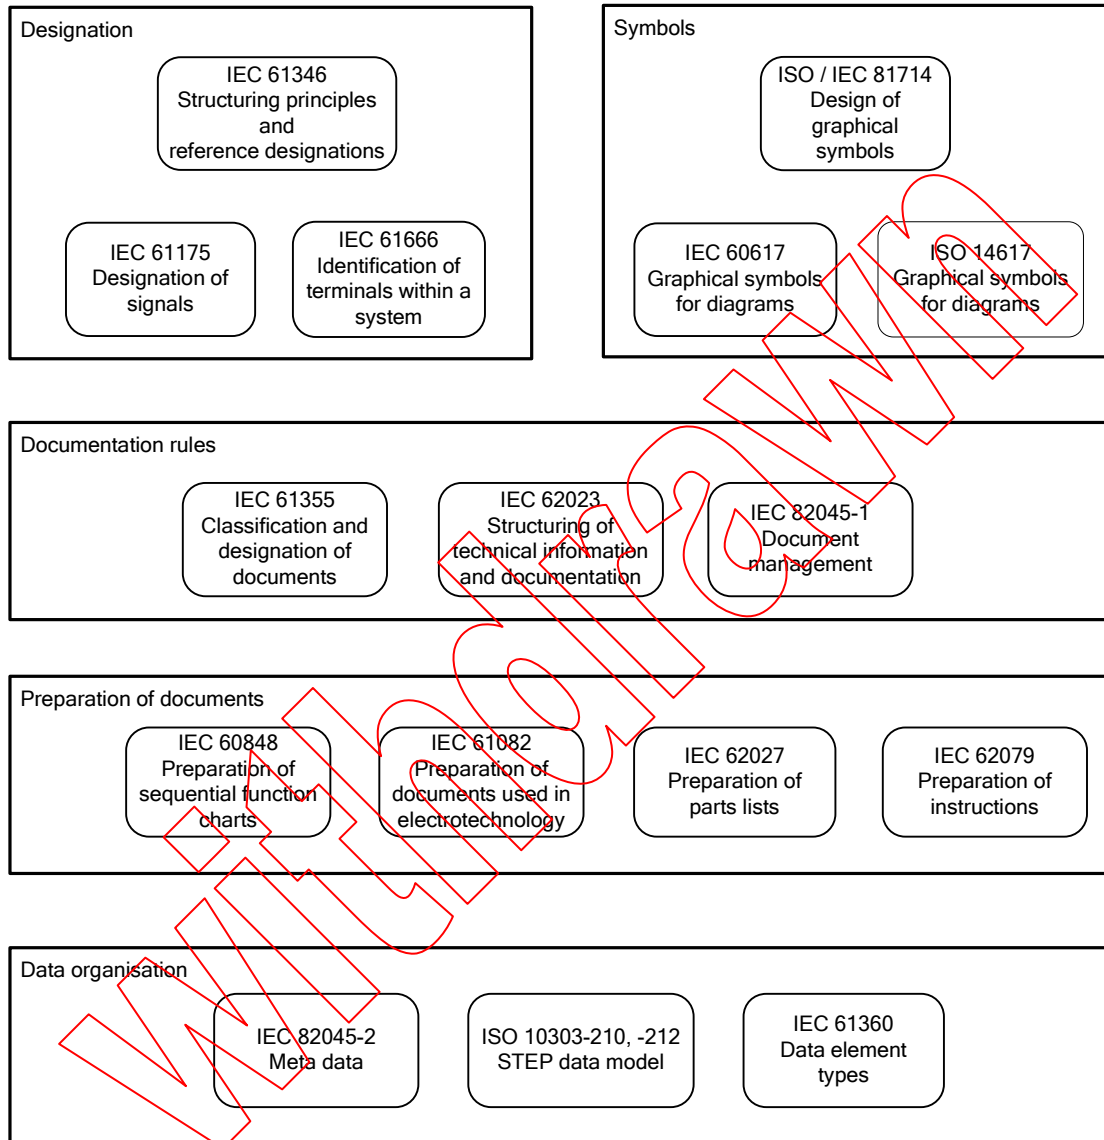 Designation
IEC 61346
Structuring principles
and
reference designations
IEC 61175
Designation of
signals
IEC 61666
Identification of
terminals within a
system
Symbols
ISO / IEC 81714
Design of
graphical
symbols
IEC 60617
Graphical symbols
for diagrams
ISO 14617
Graphical symbols
for diagrams
Documentation rules
IEC 61355
Classification and
designation of
documents
IEC 62023
Structuring of
technical information
and documentation
IEC 82045-1
Document
management
Preparation of documents
IEC 60848
Preparation of
sequential function
charts
IEC 61082
Preparation of
documents used in
electrotechnology
IEC 62027
Preparation of
parts lists
IEC 62079
Preparation of
instructions
Data organisation
IEC 82045-2
Meta data
ISO 10303-210, -212
STEP data model
IEC 61360
Data element
types
Withdrawn